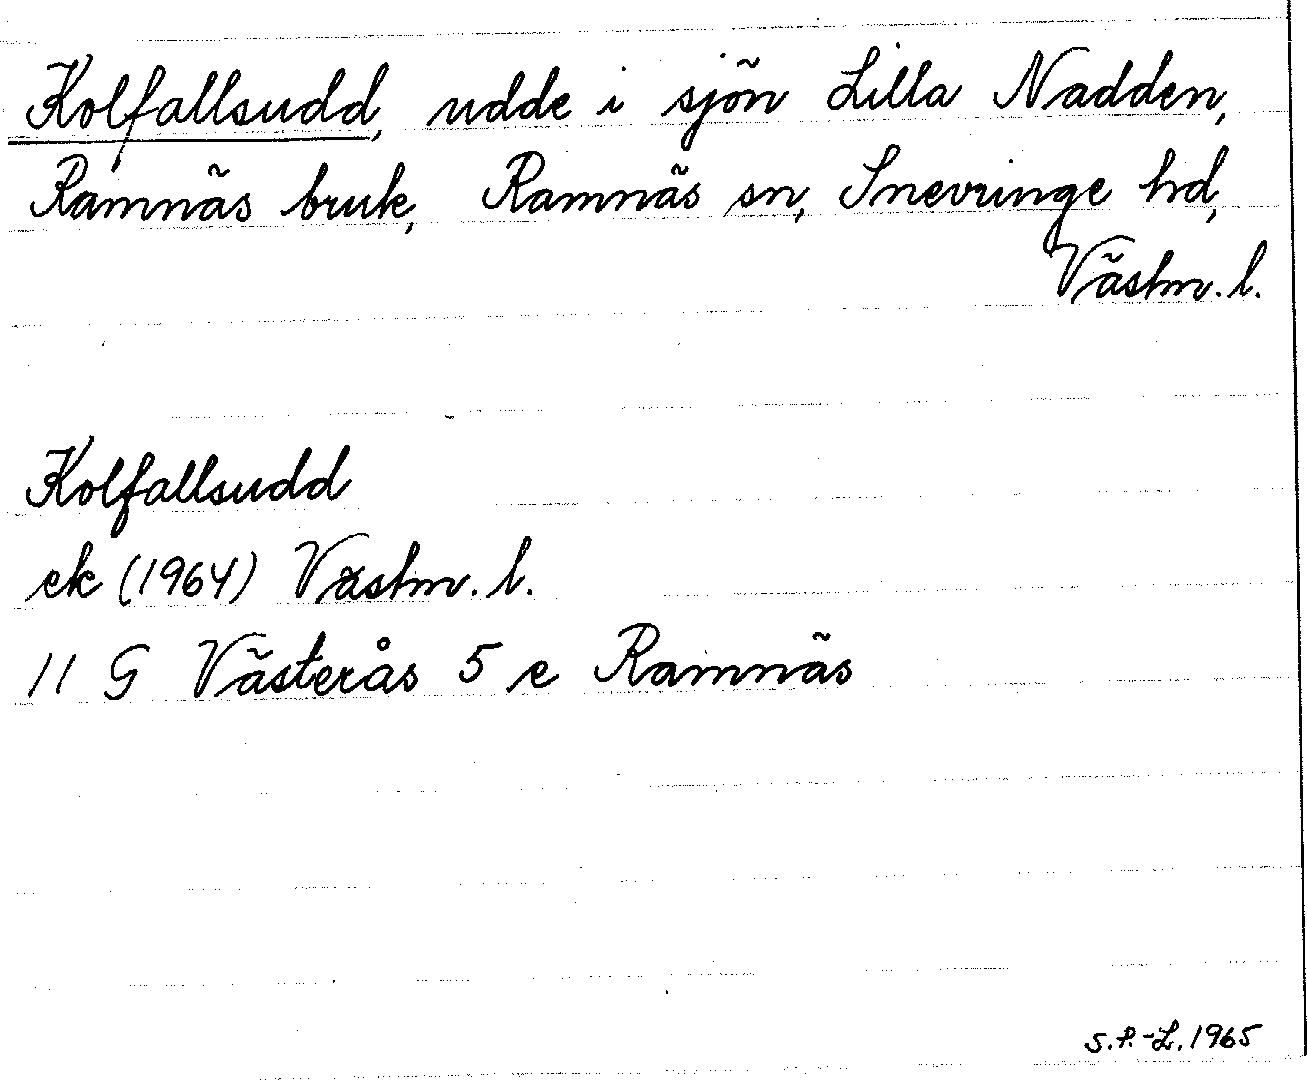 Kolfallsudd, udde i sjön Lilla Nadden,
Ramnäs bruk, Ramnäs sn, Snevringe hd,
Västm. l.
Kolfallsudd
ek (1964) Västm. l.
11 G Västerås 5 e Ramnäs
S.P.-L. 1965